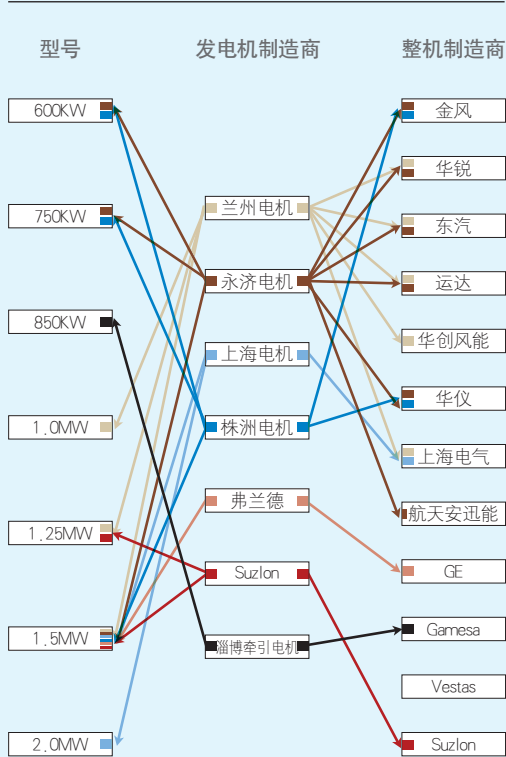 型号
发电机制造商
整机制造商
600KW
750KW
850KW
1.0MW
1.25MW
1.5MW
2.0MW
兰州电机
永济电机
上海电机
株洲电机
弗兰德
Suzlon
淄博牵引电机
金风
华锐
东汽
运达
华创风能
华仪
上海电气
航天安迅能
GE
Gamesa
Vestas
Suzlon